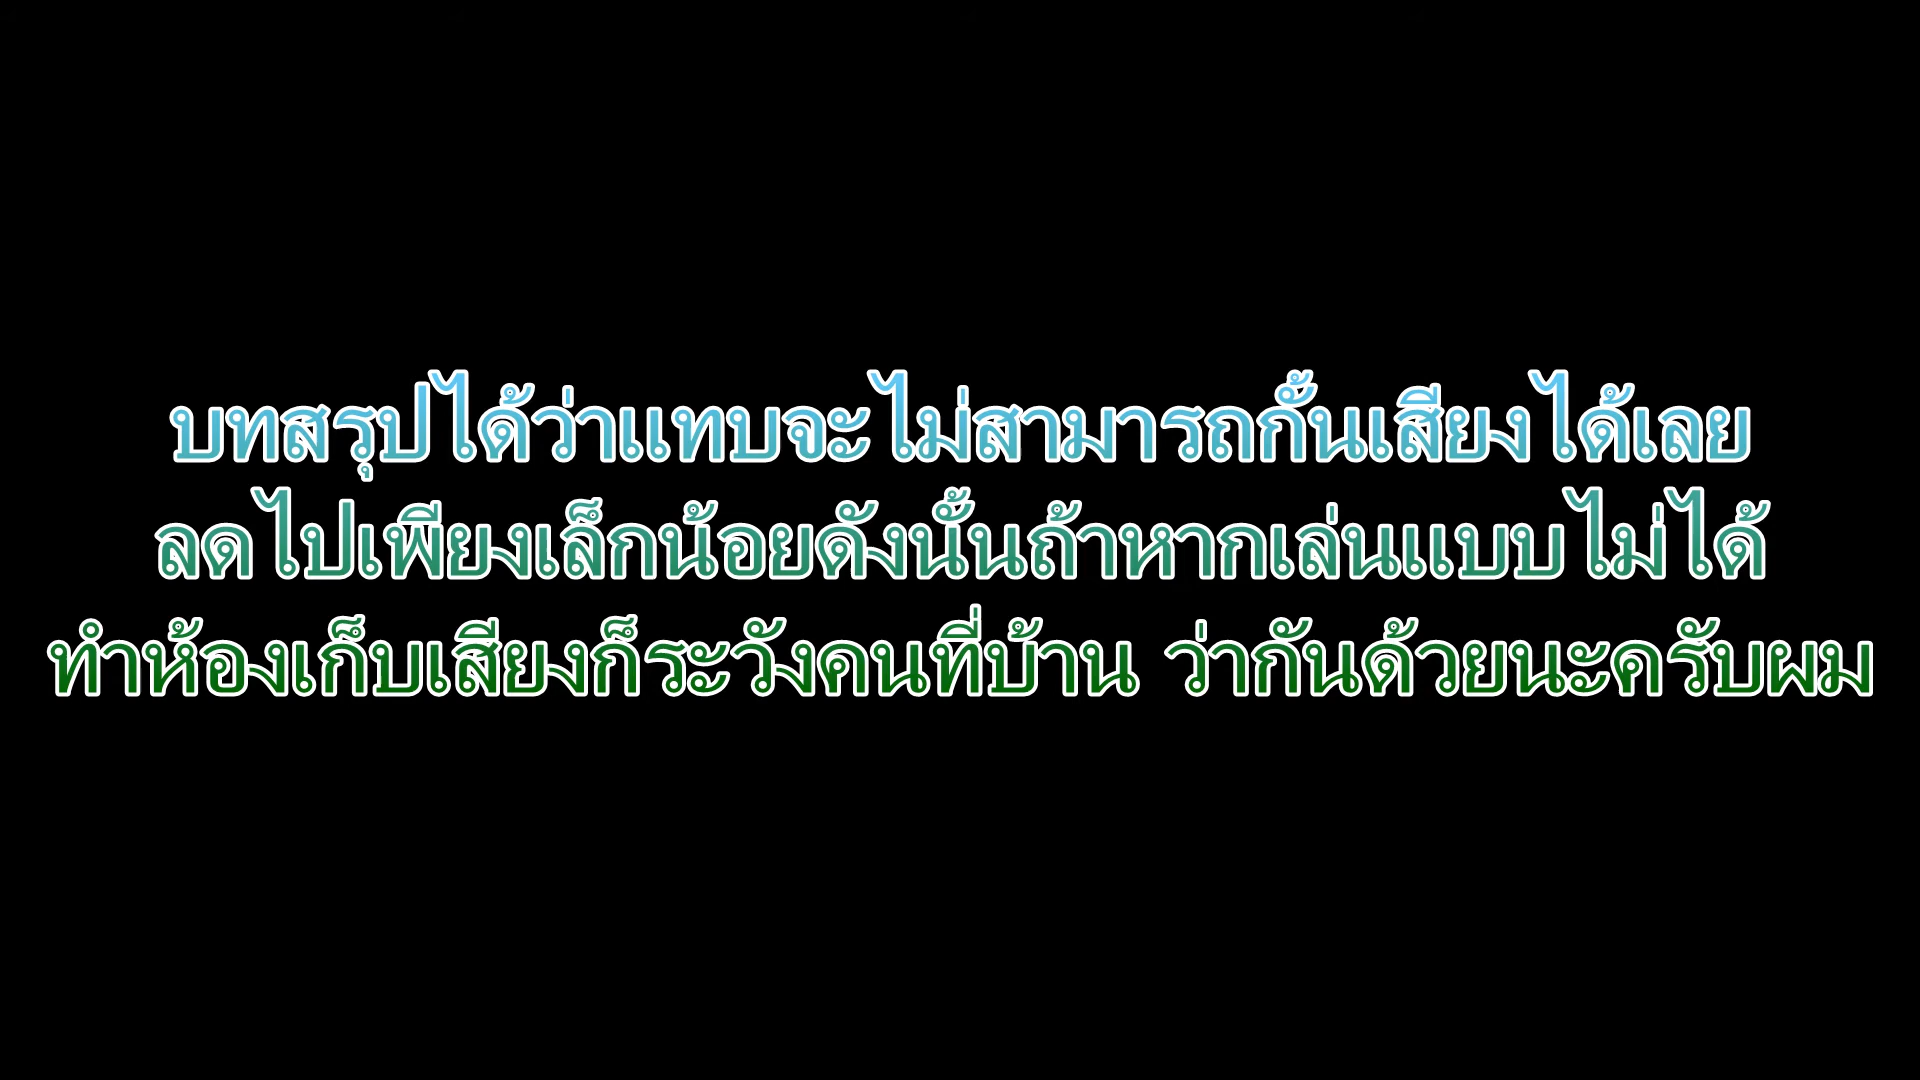 บทสรุปได้ว่าแทบจะไม่สามารถกั้นเสียงได้เลย
ลดไปเพียงเล็กน้อยดังนั้นถ้าหากเล่นแบบไม่ได้
ทำห้องเก็บเสียงก็ระวังคนที่บ้าน ว่ากันด้วยนะครับผม